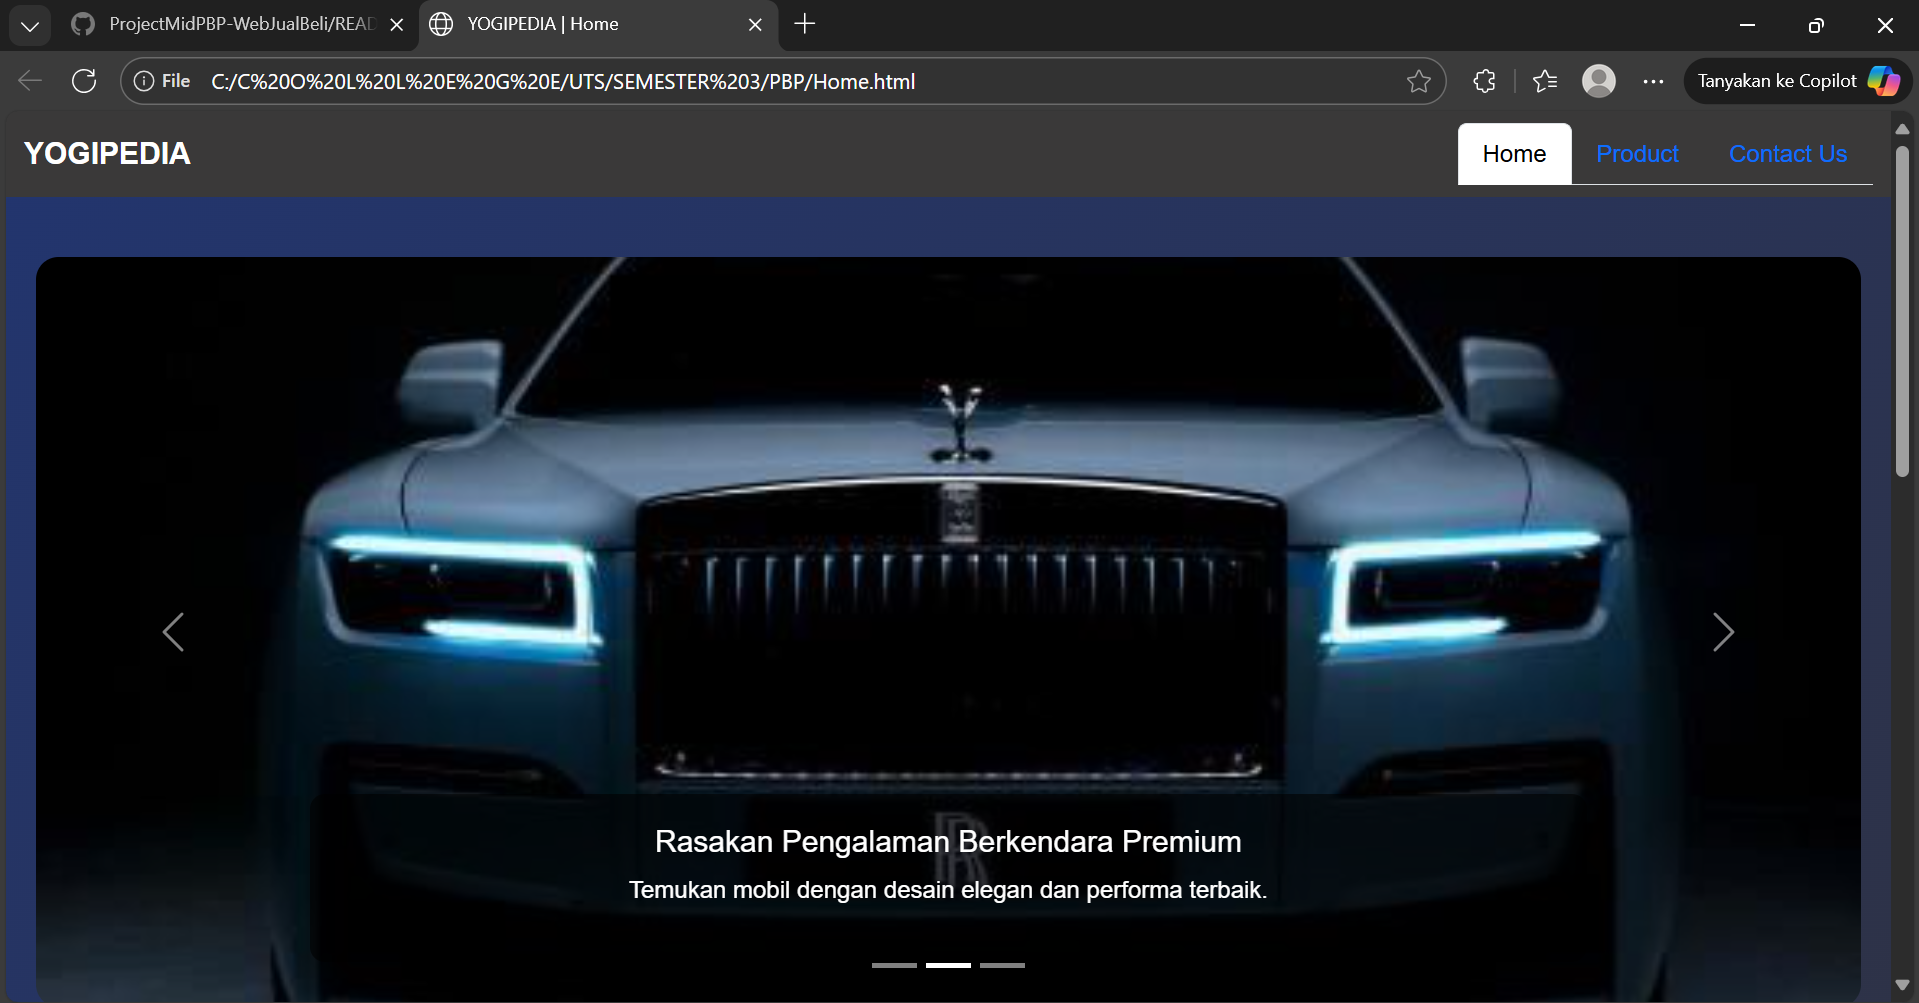 ProjectMidPBP-WebJualBeli/READ
YOGIPEDIA | Home
File
C:/C%20O%20L%20L%20E%20G%20E/UTS/SEMESTER%203/PBP/Home.html
Tanyakan ke Copilot
YOGIPEDIA
Home
Product
Contact Us
Rasakan Pengalaman Berkendara Premium
Temukan mobil dengan desain elegan dan performa terbaik.